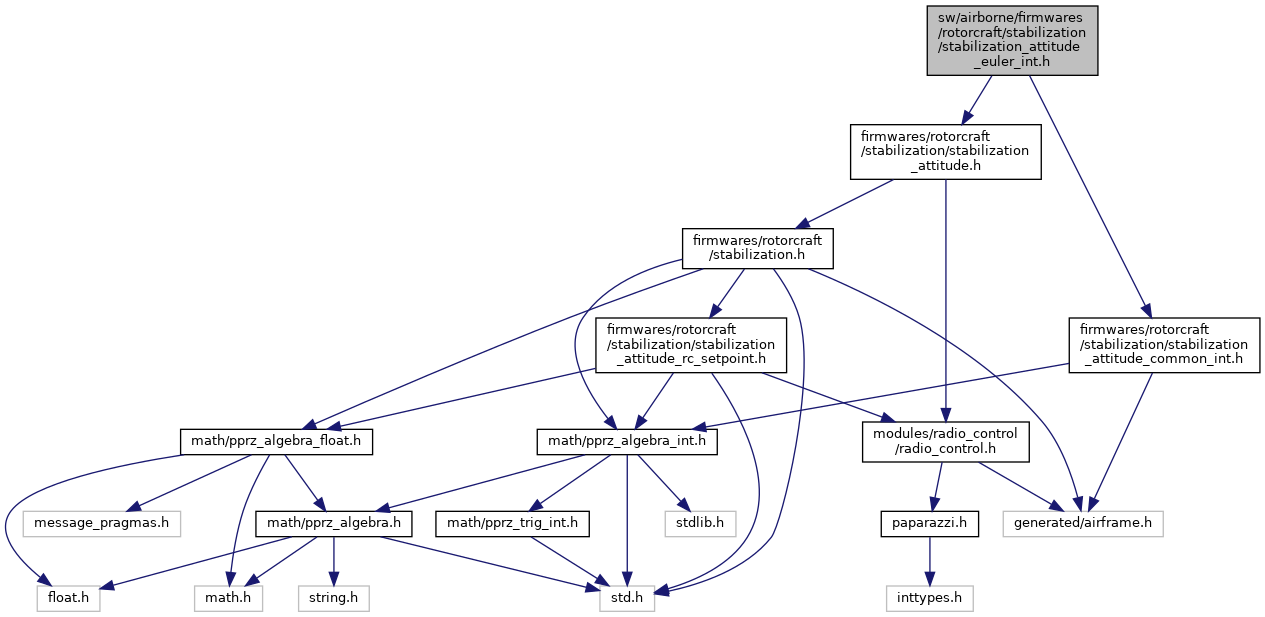 sw/airborne/firmwares
/rotorcraft/stabilization
/stabilization_attitude
_euler_int.h
firmwares/rotorcraft
/stabilization/stabilization
_attitude.h
firmwares/rotorcraft
/stabilization.h
firmwares/rotorcraft
/stabilization/stabilization
_attitude_rc_setpoint.h
firmwares/rotorcraft
/stabilization/stabilization
_attitude_common_int.h
math/pprz_algebra_float.h
math/pprz_algebra_int.h
modules/radio_control
/radio_control.h
message_pragmas.h
math/pprz_algebra.h
math/pprz_trig_int.h
stdlib.h
paparazzi.h
generated/airframe.h
float.h
math.h
string.h
std.h
inttypes.h